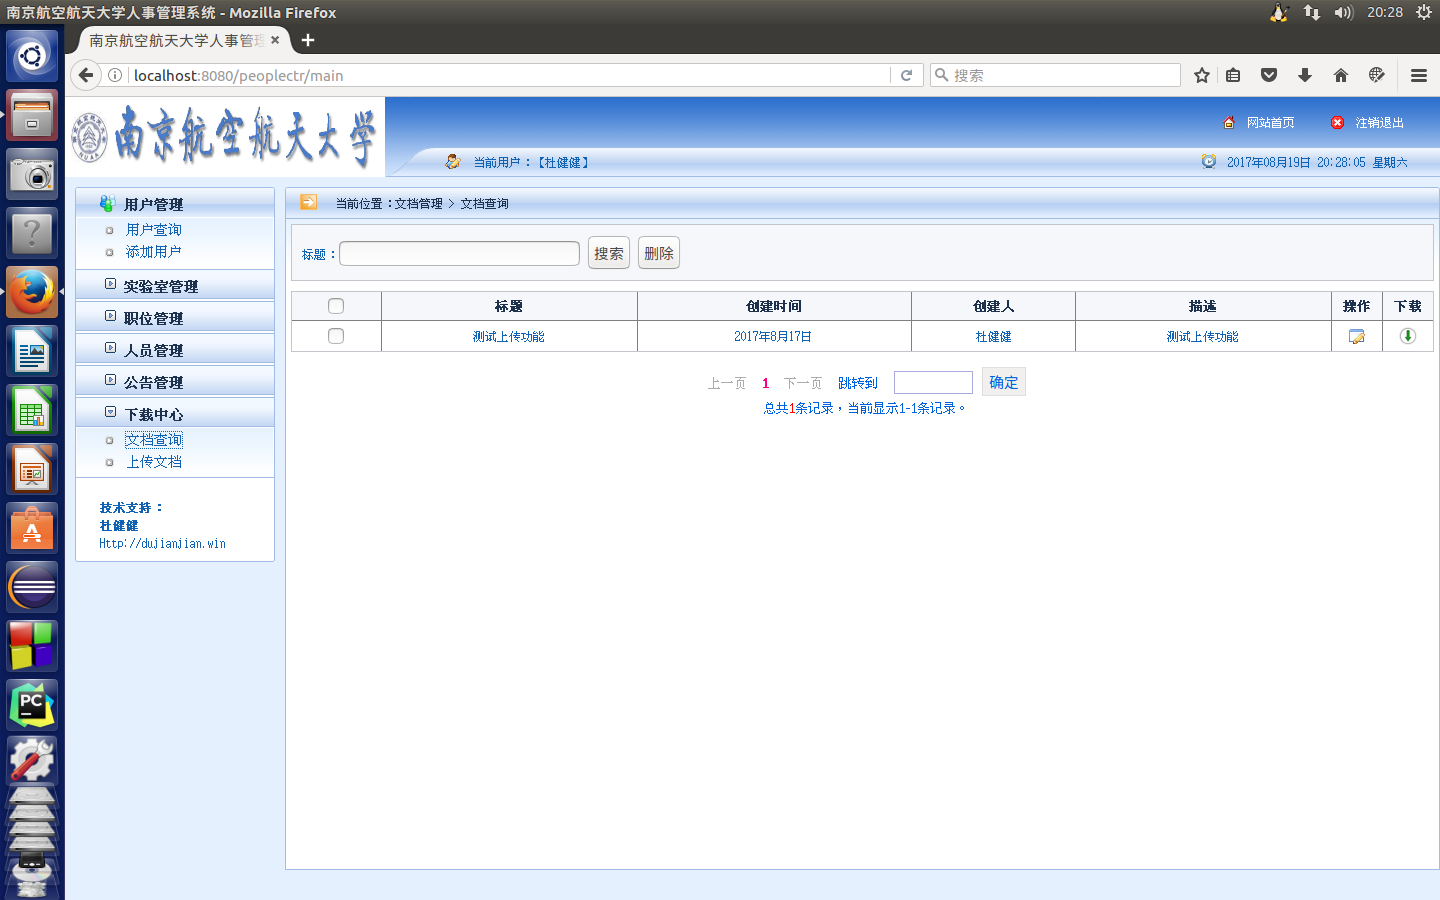 南京航空航天大学人事管理系统 - Mozilla Firefox
20:28
南京航空航天大学人事管理
localhost:8080/peoplectr/main
搜索
南京航空航天大学
网站首页
注销退出
当前用户：【杜健健】
2017年08月19日 20:28:05 星期六
用户管理
用户查询
添加用户
实验室管理
职位管理
人员管理
公告管理
下载中心
文档查询
上传文档
技术支持：
杜健健
Http://dujianjian.win
当前位置：文档管理 > 文档查询
标题：
搜索
删除
标题 创建时间 创建人 描述 操作 下载
测试上传功能 2017年8月17日 杜健健 测试上传功能
上一页 1 下一页 跳转到 确定
总共1条记录，当前显示1-1条记录。
PC